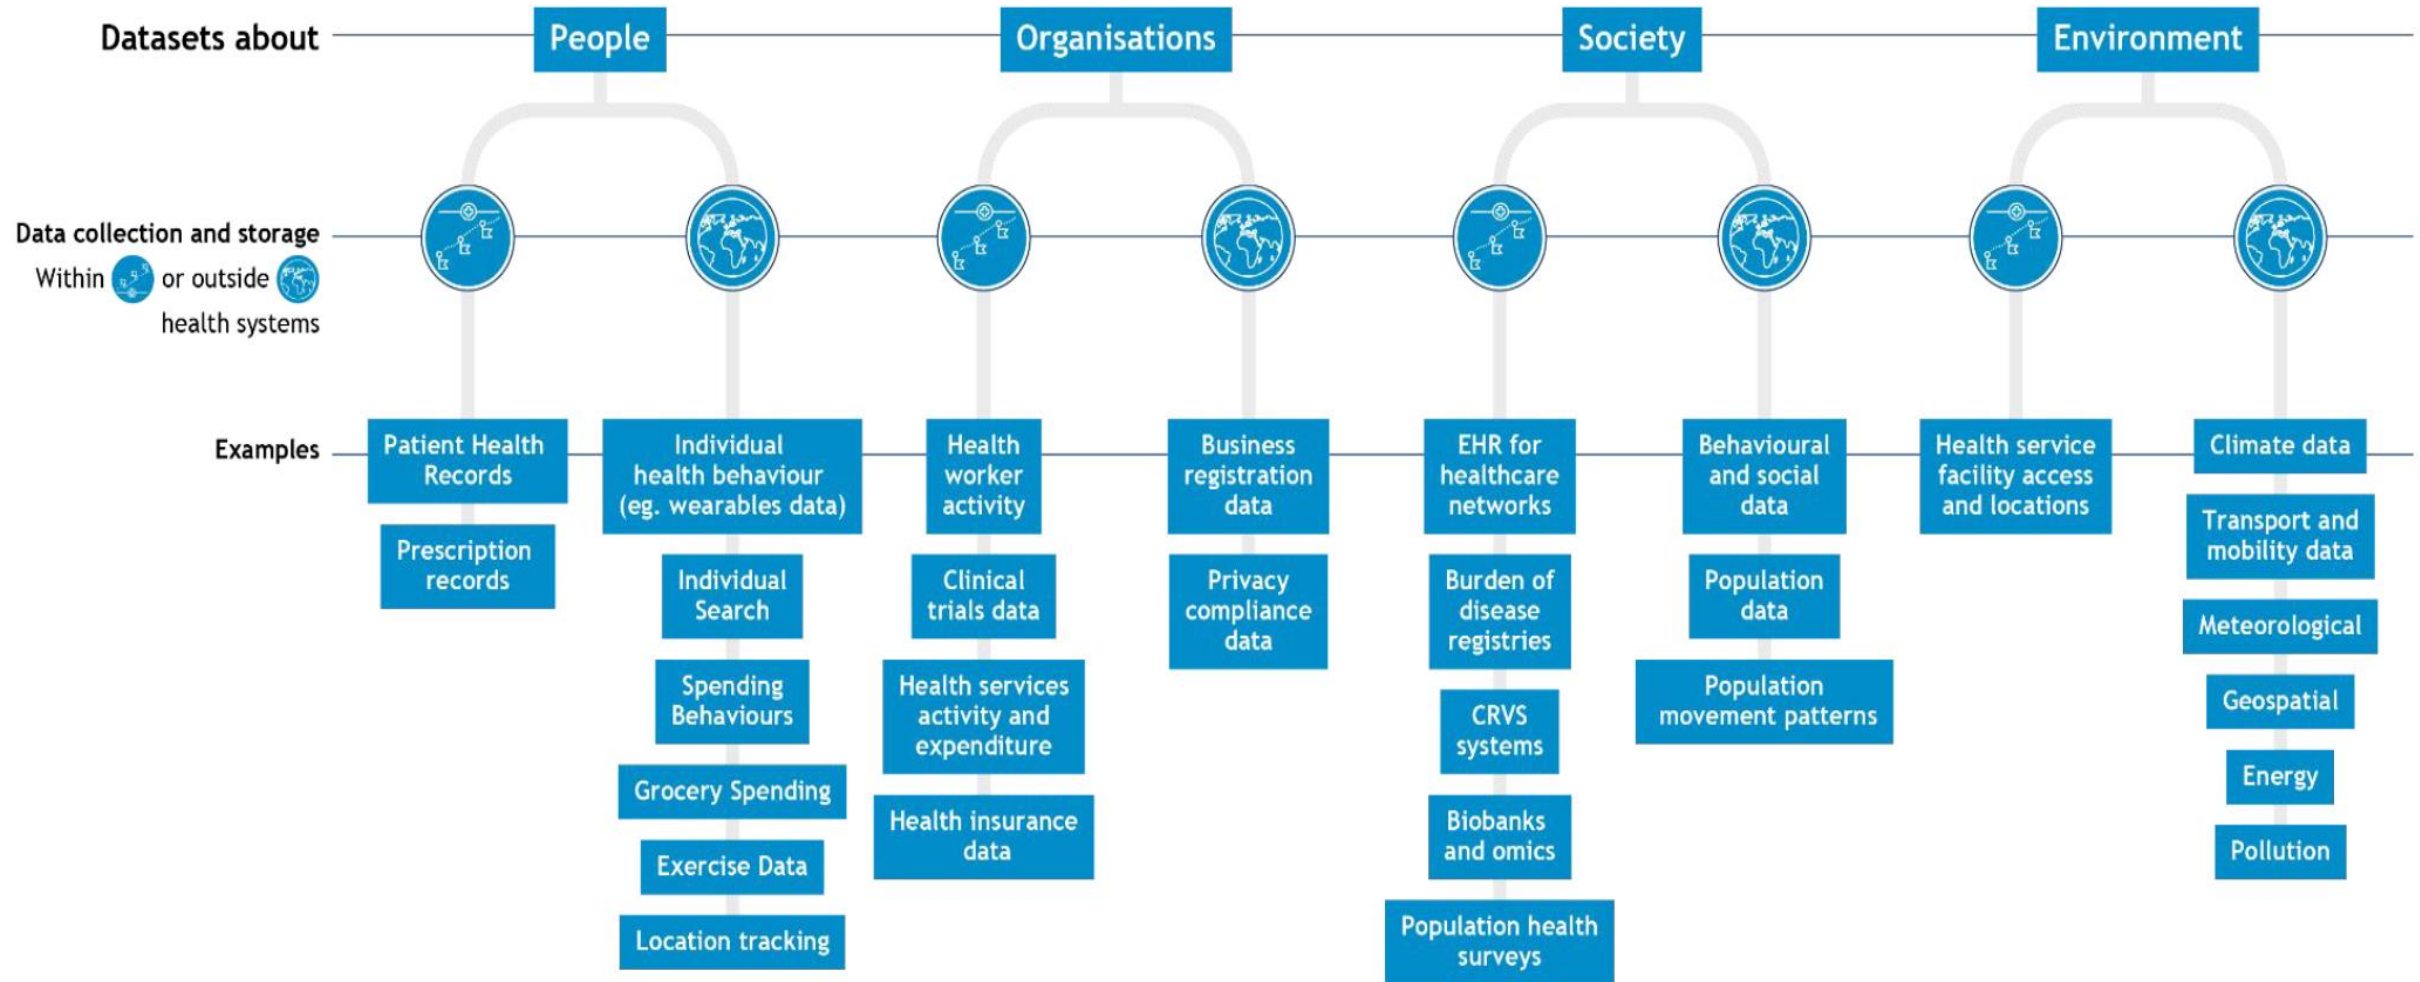 Datasets about
People
Organisations
Society
Environment
Data collection and storage
Within or outside
health systems
Examples
Patient Health
Records
Prescription
records
Individual
health behaviour
(eg. wearables data)
Individual
Search
Spending
Behaviours
Grocery Spending
Exercise Data
Location tracking
Health
worker
activity
Clinical
trials data
Health services
activity and
expenditure
Health insurance
data
Business
registration
data
Privacy
compliance
data
EHR for
healthcare
networks
Burden of
disease
registries
CRVS
systems
Biobanks
and omics
Population health
surveys
Behavioural
and social
data
Population
data
Population
movement patterns
Health service
facility access
and locations
Climate data
Transport and
mobility data
Meteorological
Geospatial
Energy
Pollution